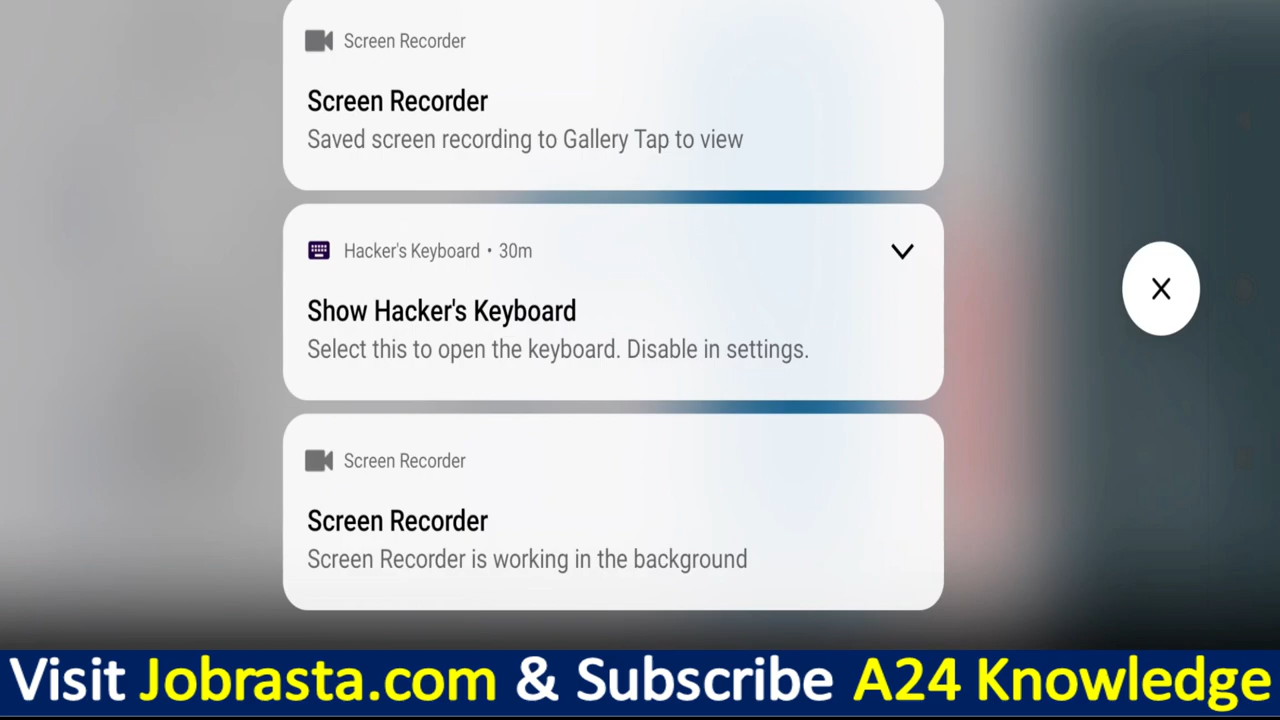 Screen Recorder
Screen Recorder
Saved screen recording to Gallery Tap to view
Hacker's Keyboard • 30m
Show Hacker's Keyboard
Select this to open the keyboard. Disable in settings.
Screen Recorder
Screen Recorder
Screen Recorder is working in the background
Visit Jobrasta.com & Subscribe A24 Knowledge